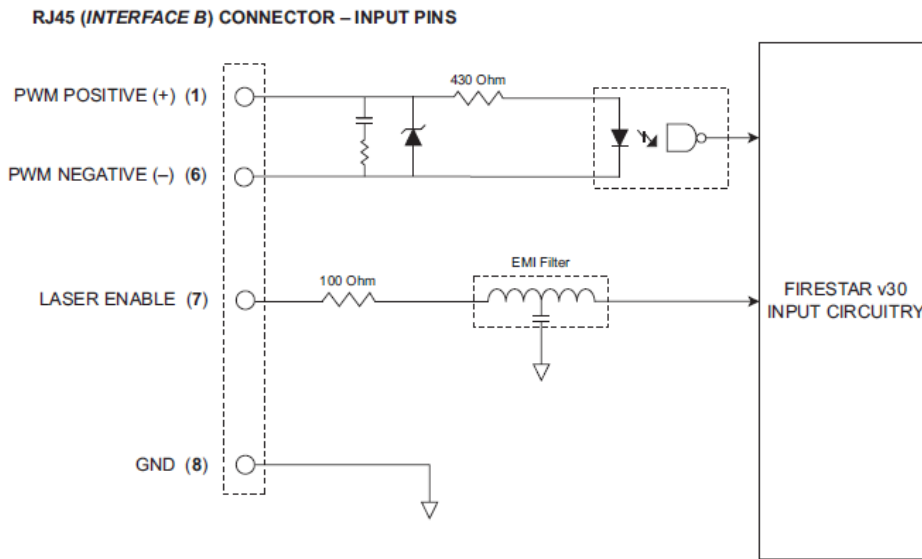 RJ45 (INTERFACE B) CONNECTOR – INPUT PINS
430 Ohm
PWM POSITIVE (+) (1)
PWM NEGATIVE (–) (6)
EMI Filter
100 Ohm
LASER ENABLE (7)
FIRESTAR v30
INPUT CIRCUITRY
GND (8)